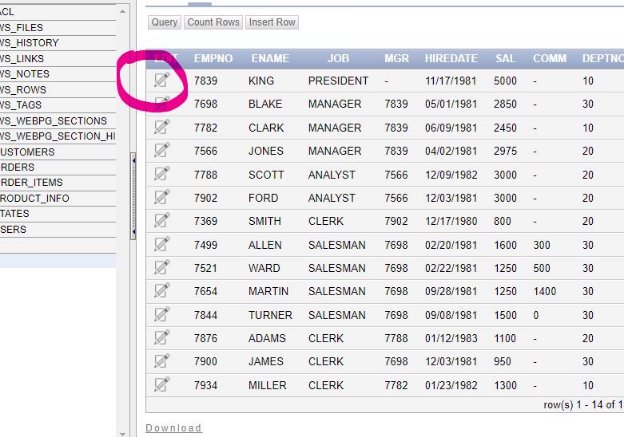 ACL
WS_FILES
WS_HISTORY
WS_LINKS
WS_NOTES
WS_ROWS
WS_TAGS
WS_WEBPG_SECTIONS
WS_WEBPG_SECTION_HI
CUSTOMERS
ORDERS
ORDER_ITEMS
PRODUCT_INFO
STATES
USERS
Query Count Rows Insert Row
EDIT EMPNO ENAME JOB MGR HIREDATE SAL COMM DEPTNO
7839 KING PRESIDENT - 11/17/1981 5000 - 10
7698 BLAKE MANAGER 7839 05/01/1981 2850 - 30
7782 CLARK MANAGER 7839 06/09/1981 2450 - 10
7566 JONES MANAGER 7839 04/02/1981 2975 - 20
7788 SCOTT ANALYST 7566 12/09/1982 3000 - 20
7902 FORD ANALYST 7566 12/03/1981 3000 - 20
7369 SMITH CLERK 7902 12/17/1980 800 - 20
7499 ALLEN SALESMAN 7698 02/20/1981 1600 300 30
7521 WARD SALESMAN 7698 02/22/1981 1250 500 30
7654 MARTIN SALESMAN 7698 09/28/1981 1250 1400 30
7844 TURNER SALESMAN 7698 09/08/1981 1500 0 30
7876 ADAMS CLERK 7788 01/12/1983 1100 - 20
7900 JAMES CLERK 7698 12/03/1981 950 - 30
7934 MILLER CLERK 7782 01/23/1982 1300 - 10
row(s) 1 - 14 of 1
Download